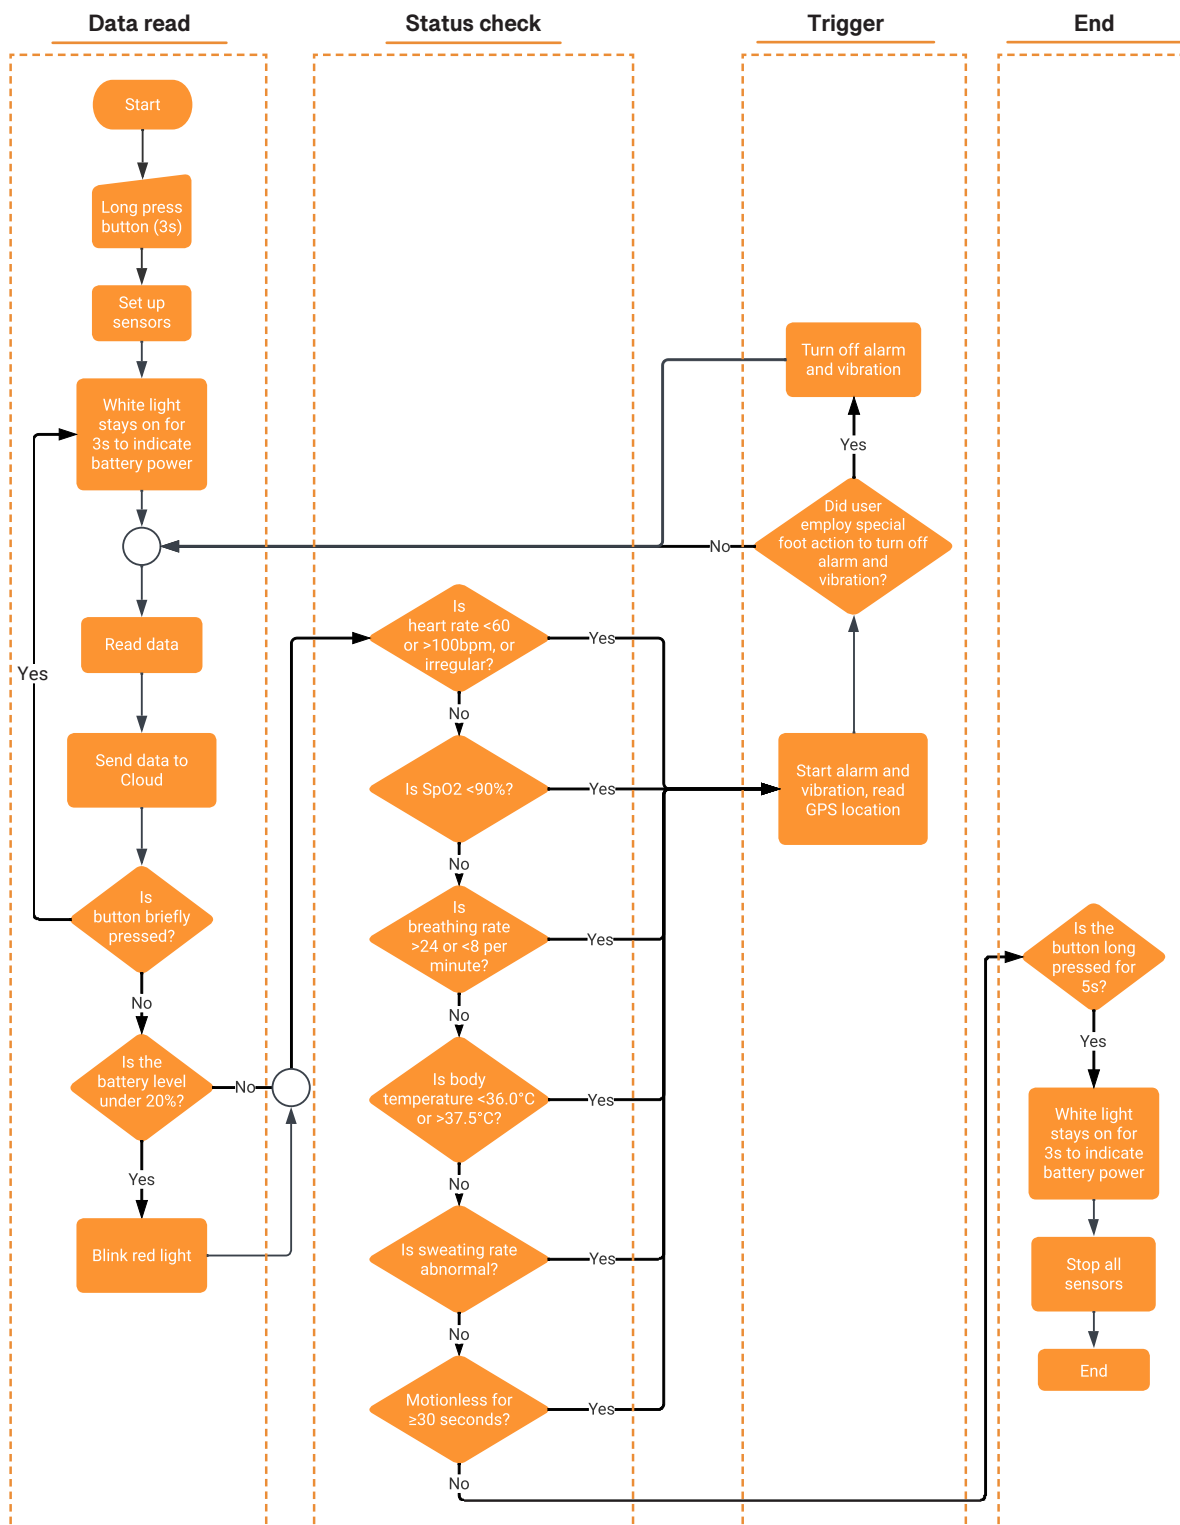 Data read
Status check
Trigger
End
Start
Long press
button (3s)
Set up
sensors
White light
stays on for
3s to indicate
battery power
Read data
Send data to
Cloud
Is
button briefly
pressed?
Yes
No
Is the
battery level
under 20%?
No
Yes
Blink red light
Is
heart rate <60
or >100bpm, or
irregular?
Yes
No
Is SpO2 <90%?
Yes
No
Is
breathing rate
>24 or <8 per
minute?
Yes
No
Is body
temperature <36.0°C
or >37.5°C?
Yes
No
Is sweating rate
abnormal?
Yes
No
Motionless for
≥30 seconds?
Yes
No
Turn off alarm
and vibration
Yes
Did user
employ special
foot action to turn off
alarm and
vibration?
No
Start alarm and
vibration, read
GPS location
Is the
button long
pressed for
5s?
Yes
White light
stays on for
3s to indicate
battery power
Stop all
sensors
End